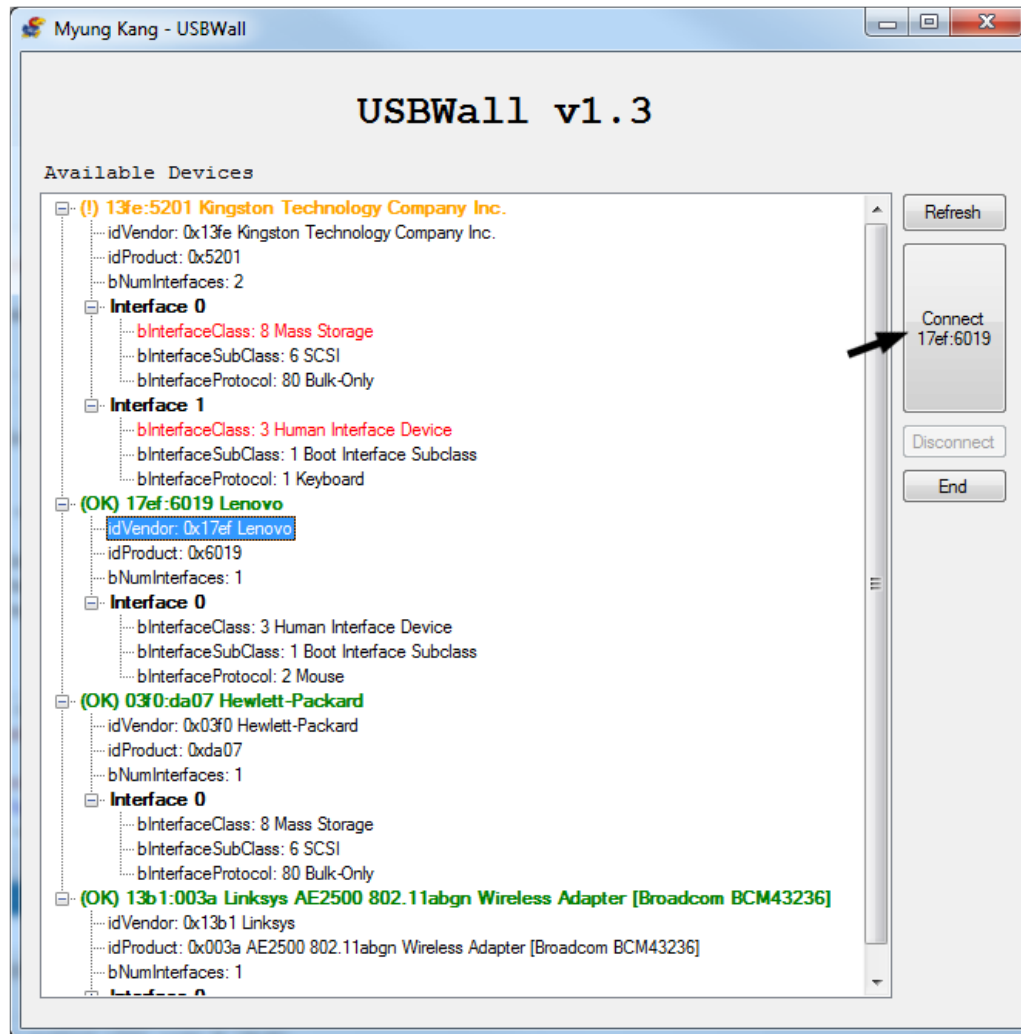 Myung Kang - USBWall
USBWall v1.3
Available Devices
(!) 13fe:5201 Kingston Technology Company Inc.
idVendor: 0x13fe Kingston Technology Company Inc.
idProduct: 0x5201
bNumInterfaces: 2
Interface 0
bInterfaceClass: 8 Mass Storage
bInterfaceSubClass: 6 SCSI
bInterfaceProtocol: 80 Bulk-Only
Interface 1
bInterfaceClass: 3 Human Interface Device
bInterfaceSubClass: 1 Boot Interface Subclass
bInterfaceProtocol: 1 Keyboard
(OK) 17ef:6019 Lenovo
idVendor: 0x17ef Lenovo
idProduct: 0x6019
bNumInterfaces: 1
Interface 0
bInterfaceClass: 3 Human Interface Device
bInterfaceSubClass: 1 Boot Interface Subclass
bInterfaceProtocol: 2 Mouse
(OK) 03f0:da07 Hewlett-Packard
idVendor: 0x03f0 Hewlett-Packard
idProduct: 0xda07
bNumInterfaces: 1
Interface 0
bInterfaceClass: 8 Mass Storage
bInterfaceSubClass: 6 SCSI
bInterfaceProtocol: 80 Bulk-Only
(OK) 13b1:003a Linksys AE2500 802.11abgn Wireless Adapter [Broadcom BCM43236]
idVendor: 0x13b1 Linksys
idProduct: 0x003a AE2500 802.11abgn Wireless Adapter [Broadcom BCM43236]
bNumInterfaces: 1
Interface 0
Refresh
Connect
17ef:6019
Disconnect
End